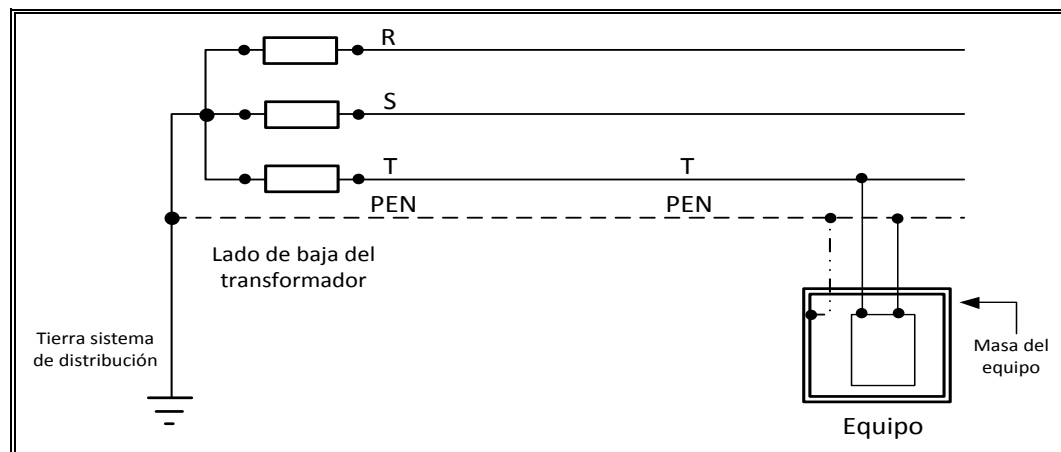 R
S
T T
PEN PEN
Lado de baja del
transformador
Tierra sistema
de distribución
Masa del
equipo
Equipo